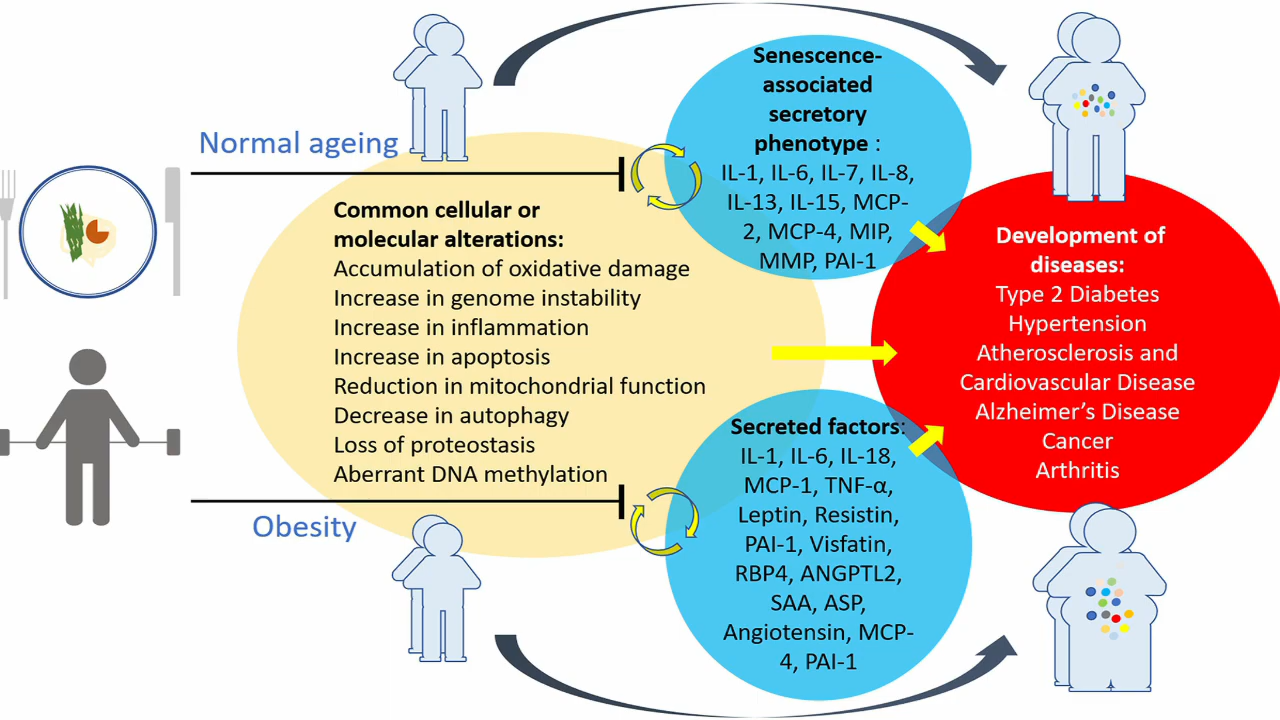 Normal ageing
Common cellular or
molecular alterations:
Accumulation of oxidative damage
Increase in genome instability
Increase in inflammation
Increase in apoptosis
Reduction in mitochondrial function
Decrease in autophagy
Loss of proteostasis
Aberrant DNA methylation
Obesity
Senescence-
associated
secretory
phenotype :
IL-1, IL-6, IL-7, IL-8,
IL-13, IL-15, MCP-
2, MCP-4, MIP,
MMP, PAI-1
Secreted factors:
IL-1, IL-6, IL-18,
MCP-1, TNF-α,
Leptin, Resistin,
PAI-1, Visfatin,
RBP4, ANGPTL2,
SAA, ASP,
Angiotensin, MCP-
4, PAI-1
Development of
diseases:
Type 2 Diabetes
Hypertension
Atherosclerosis and
Cardiovascular Disease
Alzheimer’s Disease
Cancer
Arthritis